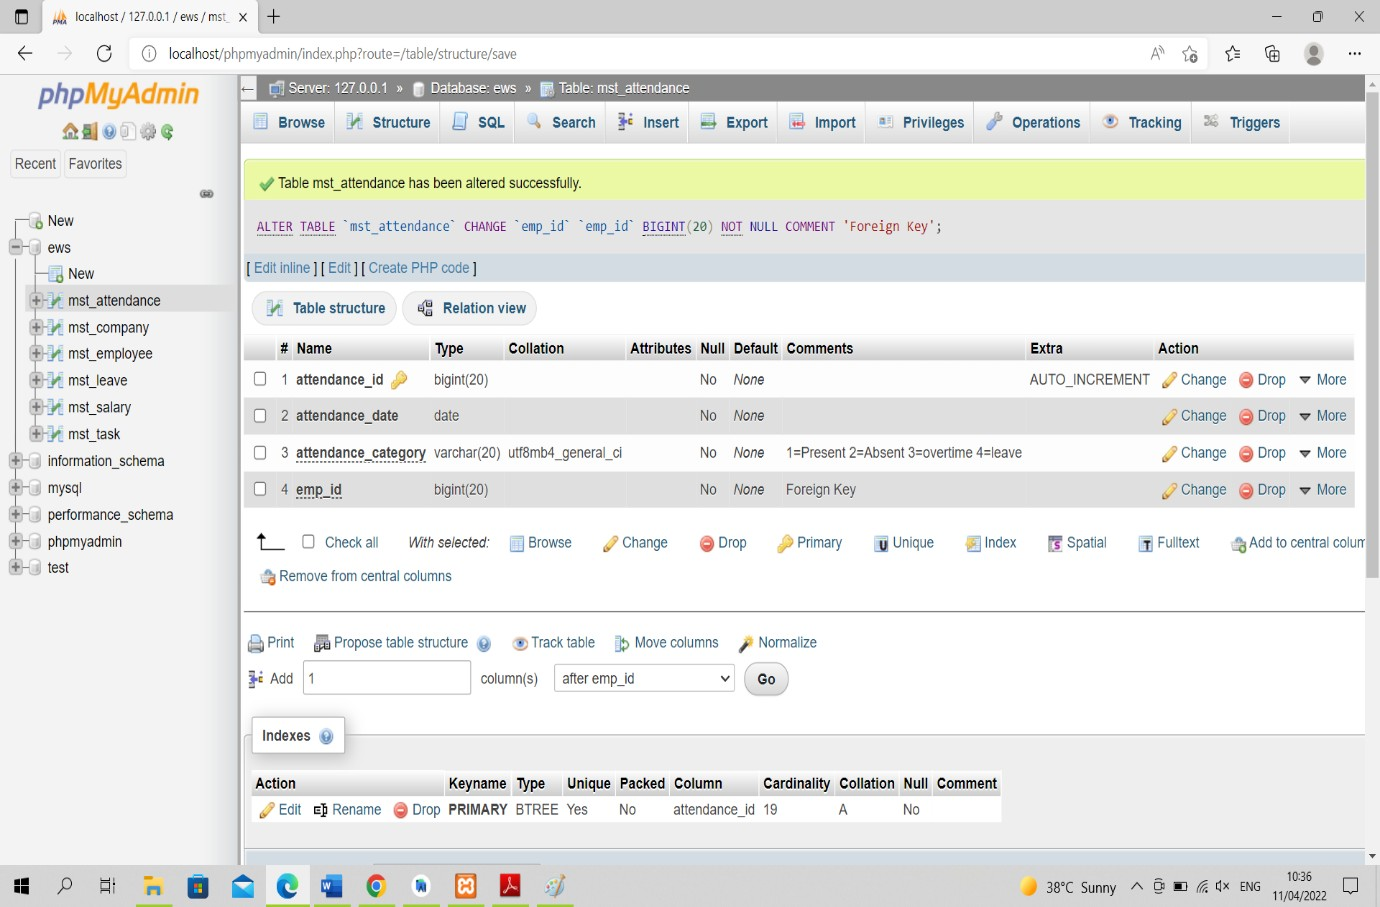 localhost / 127.0.0.1 / ews / mst_
localhost/phpmyadmin/index.php?route=/table/structure/save
phpMyAdmin
Recent Favorites
New
ews
New
mst_attendance
mst_company
mst_employee
mst_leave
mst_salary
mst_task
information_schema
mysql
performance_schema
phpmyadmin
test
Server: 127.0.0.1 » Database: ews » Table: mst_attendance
Browse Structure SQL Search Insert Export Import Privileges Operations Tracking Triggers
Table mst_attendance has been altered successfully.
ALTER TABLE `mst_attendance` CHANGE `emp_id` `emp_id` BIGINT(20) NOT NULL COMMENT 'Foreign Key';
[ Edit inline ] [ Edit ] [ Create PHP code ]
Table structure Relation view
# Name Type Collation Attributes Null Default Comments Extra Action
1 attendance_id bigint(20) No None AUTO_INCREMENT Change Drop More
2 attendance_date date No None Change Drop More
3 attendance_category varchar(20) utf8mb4_general_ci No None 1=Present 2=Absent 3=overtime 4=leave Change Drop More
4 emp_id bigint(20) No None Foreign Key Change Drop More
Check all With selected: Browse Change Drop Primary Unique Index Spatial Fulltext Add to central colum
Remove from central columns
Print Propose table structure Track table Move columns Normalize
Add 1 column(s) after emp_id Go
Indexes
Action Keyname Type Unique Packed Column Cardinality Collation Null Comment
Edit Rename Drop PRIMARY BTREE Yes No attendance_id 19 A No
38°C Sunny ENG 10:36
11/04/2022